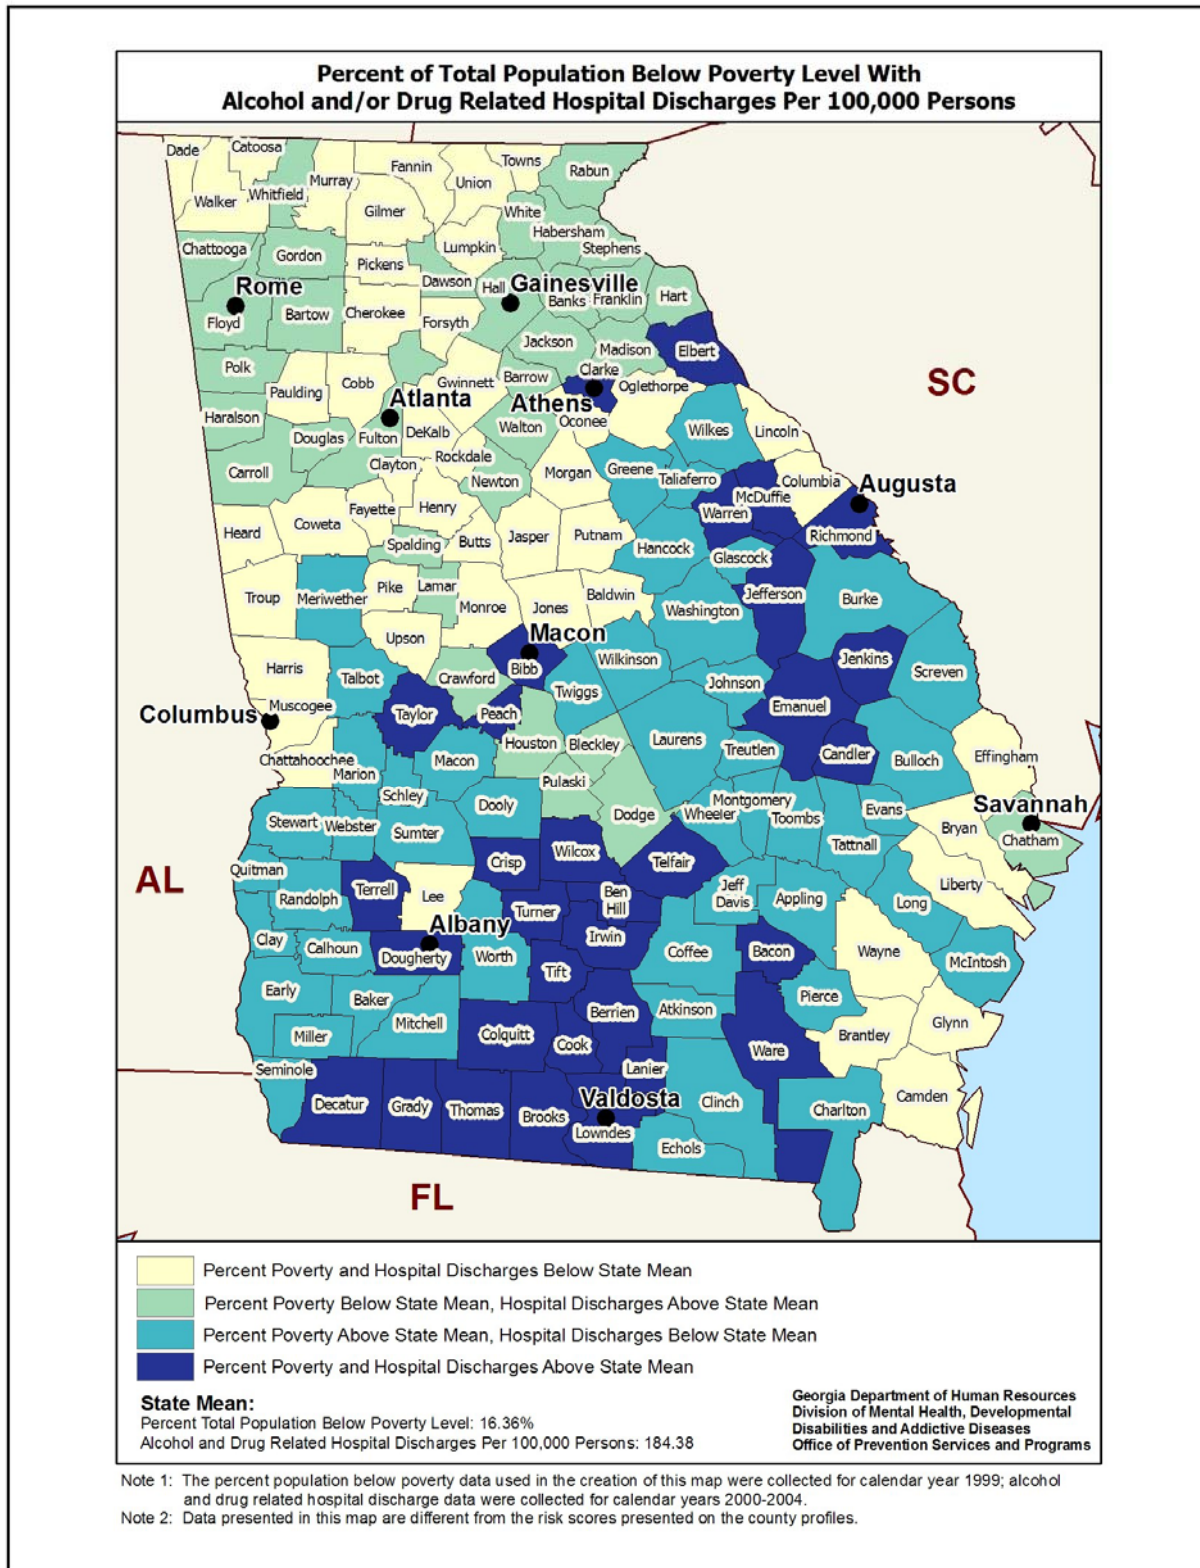 Percent of Total Population Below Poverty Level With
Alcohol and/or Drug Related Hospital Discharges Per 100,000 Persons
Dade
Catoosa
Fannin
Towns
Rabun
Walker
Whitfield
Murray
Union
Gilmer
White
Habersham
Stephens
Lumpkin
Chattooga
Gordon
Pickens
Dawson
Hall
Gainesville
Banks
Franklin
Hart
Rome
Floyd
Bartow
Cherokee
Forsyth
Jackson
Madison
Elbert
Polk
Paulding
Cobb
Gwinnett
Barrow
Clarke
Oglethorpe
SC
Atlanta
Athens
Haralson
Douglas
Fulton
DeKalb
Walton
Oconee
Wilkes
Lincoln
Carroll
Clayton
Rockdale
Newton
Morgan
Greene
Taliaferro
Columbia
McDuffie
Augusta
Warren
Richmond
Heard
Coweta
Fayette
Henry
Spalding
Butts
Jasper
Putnam
Hancock
Glascock
Troup
Meriwether
Pike
Lamar
Monroe
Jones
Baldwin
Washington
Jefferson
Burke
Upson
Macon
Bibb
Wilkinson
Jenkins
Screven
Harris
Talbot
Crawford
Twiggs
Johnson
Emanuel
Columbus
Muscogee
Taylor
Peach
Houston
Bleckley
Laurens
Treutlen
Candler
Bulloch
Effingham
Chattahoochee
Marion
Macon
Schley
Pulaski
Dooly
Dodge
Wheeler
Montgomery
Toombs
Evans
Savannah
Chatham
Stewart
Webster
Sumter
Tattnall
Bryan
Liberty
AL
Quitman
Randolph
Terrell
Lee
Crisp
Wilcox
Telfair
Ben
Hill
Jeff
Davis
Appling
Long
Albany
Turner
Clay
Calhoun
Dougherty
Worth
Irwin
Coffee
Bacon
Wayne
McIntosh
Tift
Early
Baker
Mitchell
Berrien
Atkinson
Pierce
Glynn
Miller
Colquitt
Cook
Ware
Brantley
Seminole
Lanier
Decatur
Grady
Thomas
Brooks
Valdosta
Lowndes
Clinch
Charlton
Camden
Echols
FL
Percent Poverty and Hospital Discharges Below State Mean
Percent Poverty Below State Mean, Hospital Discharges Above State Mean
Percent Poverty Above State Mean, Hospital Discharges Below State Mean
Percent Poverty and Hospital Discharges Above State Mean
State Mean:
Percent Total Population Below Poverty Level: 16.36%
Alcohol and Drug Related Hospital Discharges Per 100,000 Persons: 184.38
Georgia Department of Human Resources
Division of Mental Health, Developmental
Disabilities and Addictive Diseases
Office of Prevention Services and Programs
Note 1: The percent population below poverty data used in the creation of this map were collected for calendar year 1999; alcohol
and drug related hospital discharge data were collected for calendar years 2000-2004.
Note 2: Data presented in this map are different from the risk scores presented on the county profiles.